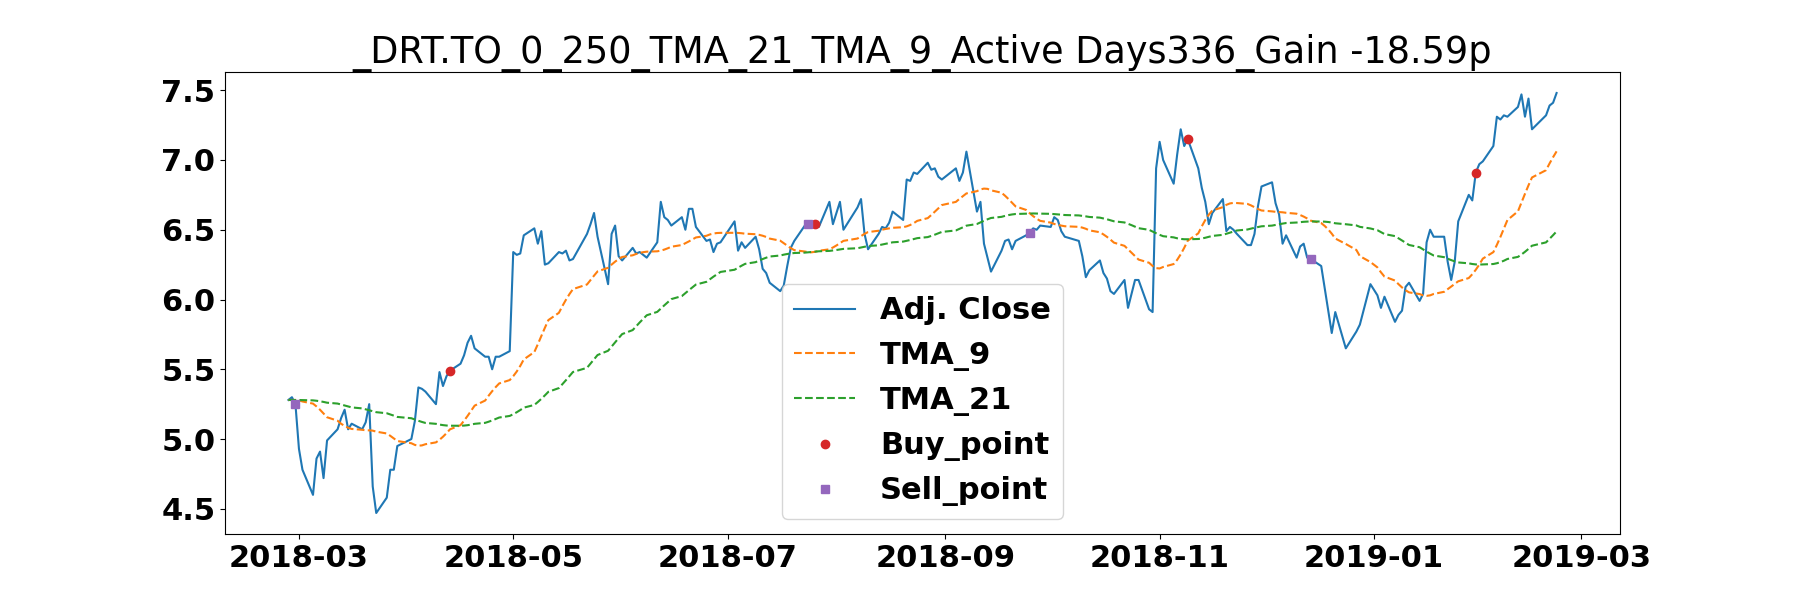 _DRT.TO_0_250_TMA_21_TMA_9_Active Days336_Gain -18.59p
7.5
7.0
6.5
6.0
5.5
5.0
4.5
Adj. Close
TMA_9
TMA_21
Buy_point
Sell_point
2018-03 2018-05 2018-07 2018-09 2018-11 2019-01 2019-03